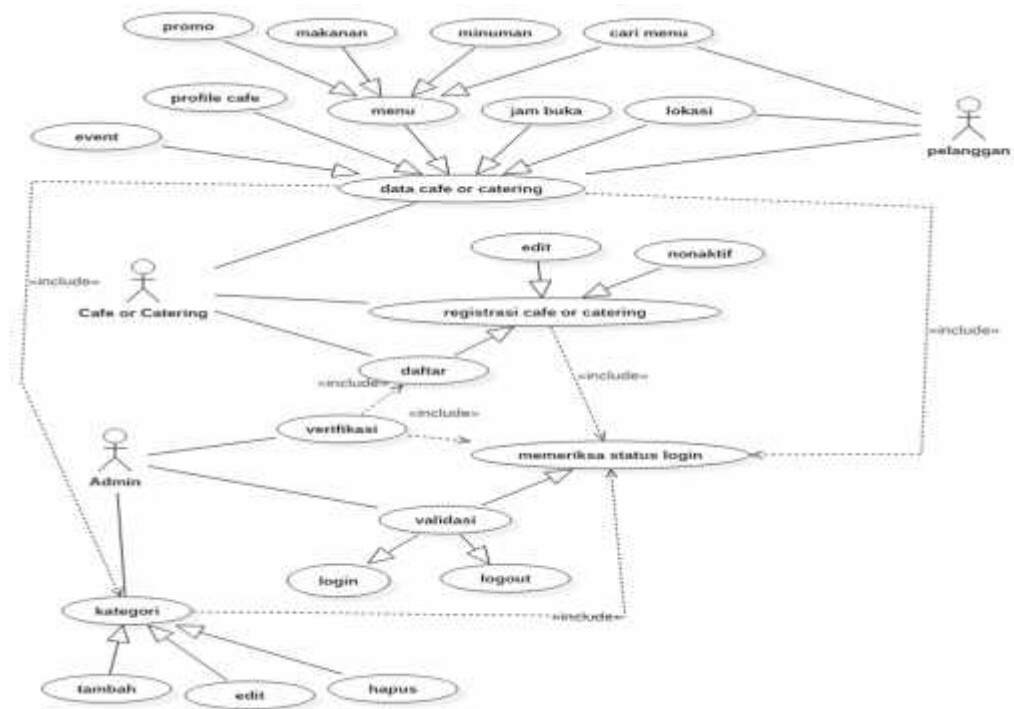 promo
makanan
minuman
cari menu
profile cafe
menu
jam buka
lokasi
event
pelanggan
data cafe or catering
edit
nonaktif
«include»
Cafe or Catering
registrasi cafe or catering
«include»
daftar
«include»
«include»
«include»
verifikasi
memeriksa status login
Admin
validasi
login
logout
kategori
«include»
tambah
edit
hapus